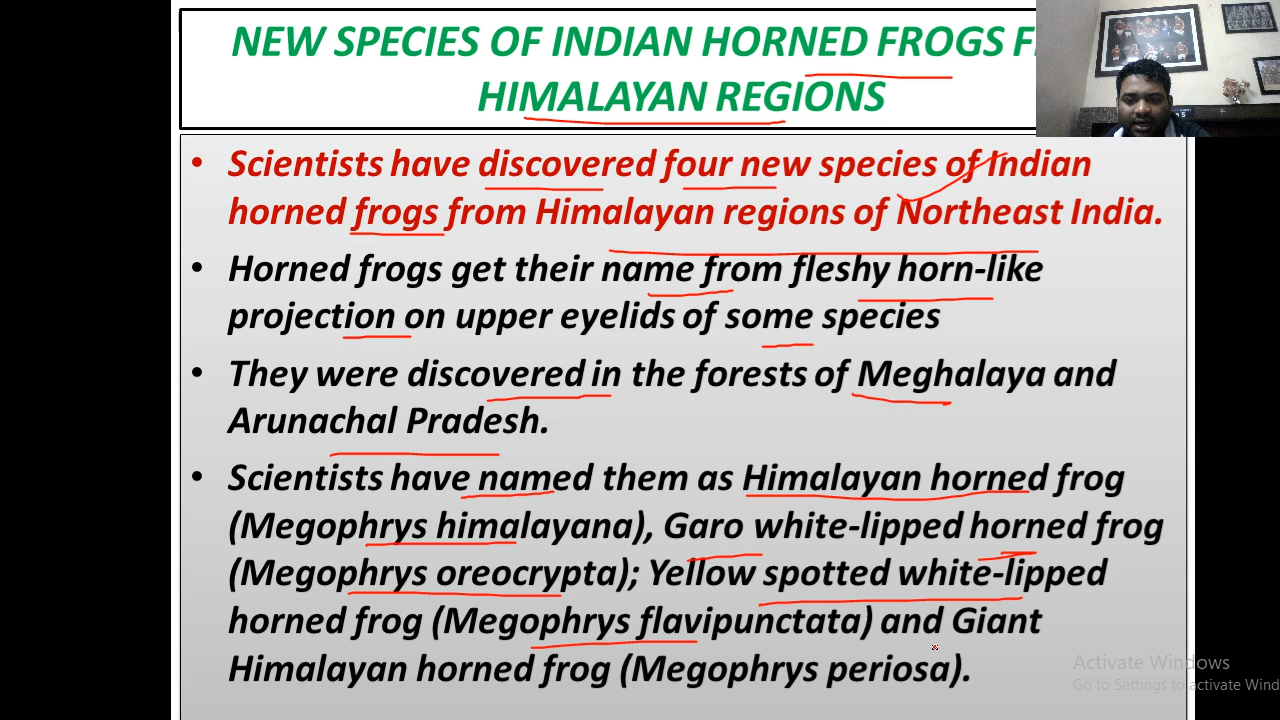 NEW SPECIES OF INDIAN HORNED FROGS
HIMALAYAN REGIONS
• Scientists have discovered four new species of Indian
horned frogs from Himalayan regions of Northeast India.
• Horned frogs get their name from fleshy horn-like
projection on upper eyelids of some species
• They were discovered in the forests of Meghalaya and
Arunachal Pradesh.
• Scientists have named them as Himalayan horned frog
(Megophrys himalayana), Garo white-lipped horned frog
(Megophrys oreocrypta); Yellow spotted white-lipped
horned frog (Megophrys flavipunctata) and Giant
Himalayan horned frog (Megophrys periosa).
Activate Windows
Go to Settings to activate Wind